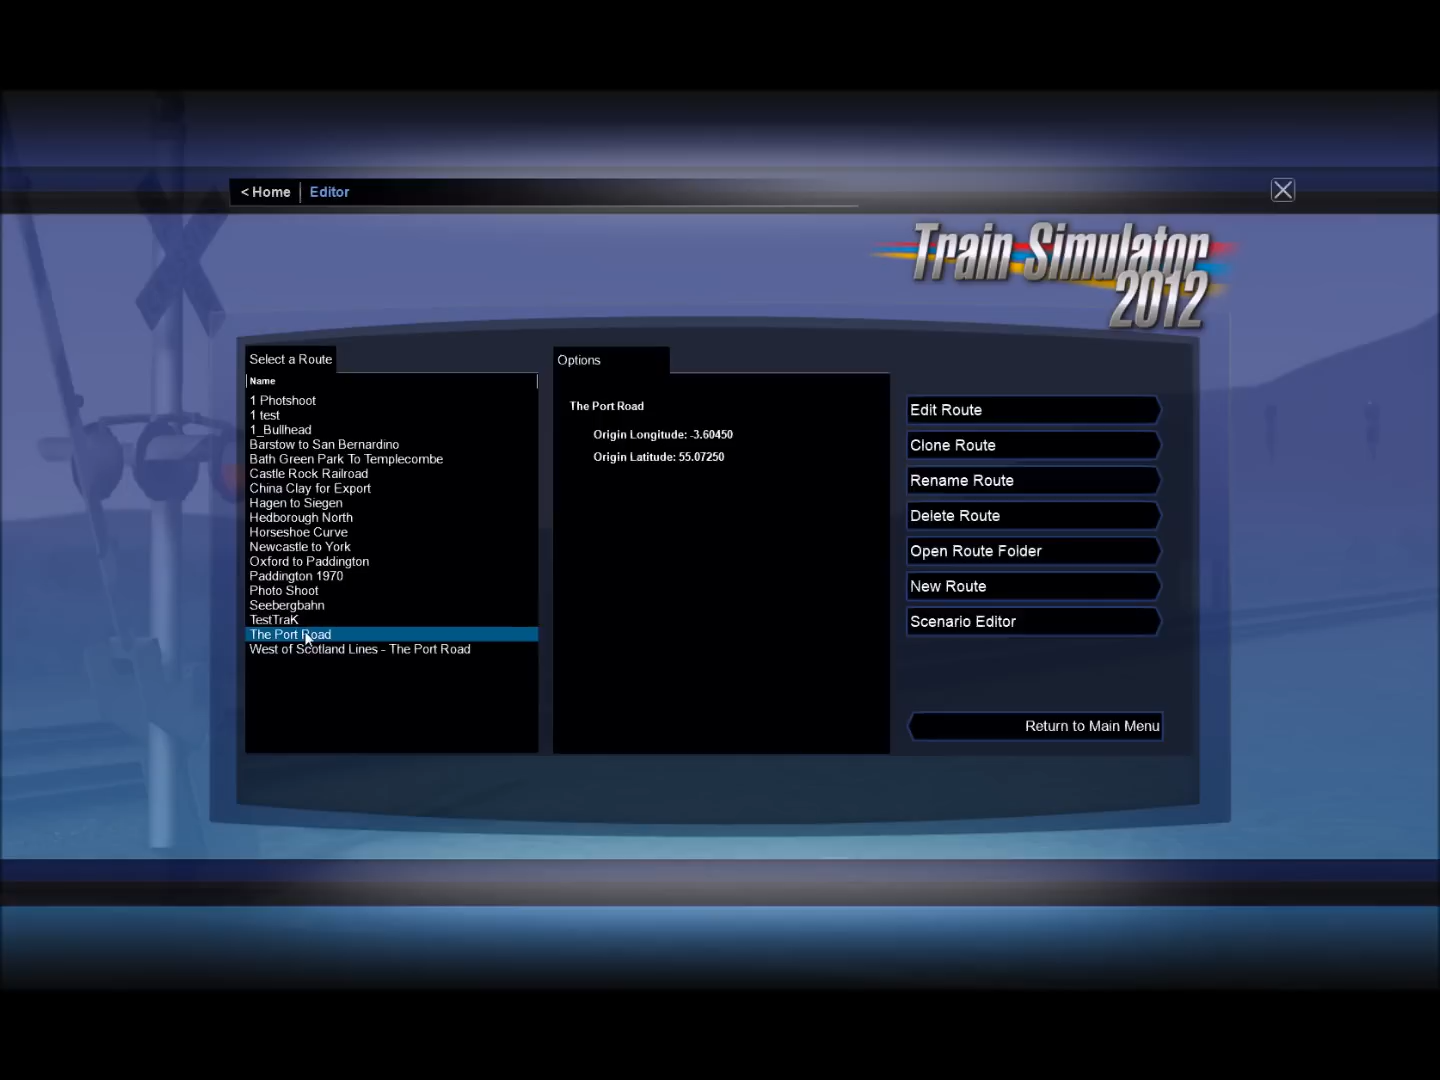 < Home
Editor
Train Simulator
2012
Select a Route
Name
1 Photshoot
1 test
1_Bullhead
Barstow to San Bernardino
Bath Green Park To Templecombe
Castle Rock Railroad
China Clay for Export
Hagen to Siegen
Hedborough North
Horseshoe Curve
Newcastle to York
Oxford to Paddington
Paddington 1970
Photo Shoot
Seebergbahn
TestTraK
The Port Road
West of Scotland Lines - The Port Road
Options
The Port Road
Origin Longitude: -3.60450
Origin Latitude: 55.07250
Edit Route
Clone Route
Rename Route
Delete Route
Open Route Folder
New Route
Scenario Editor
Return to Main Menu